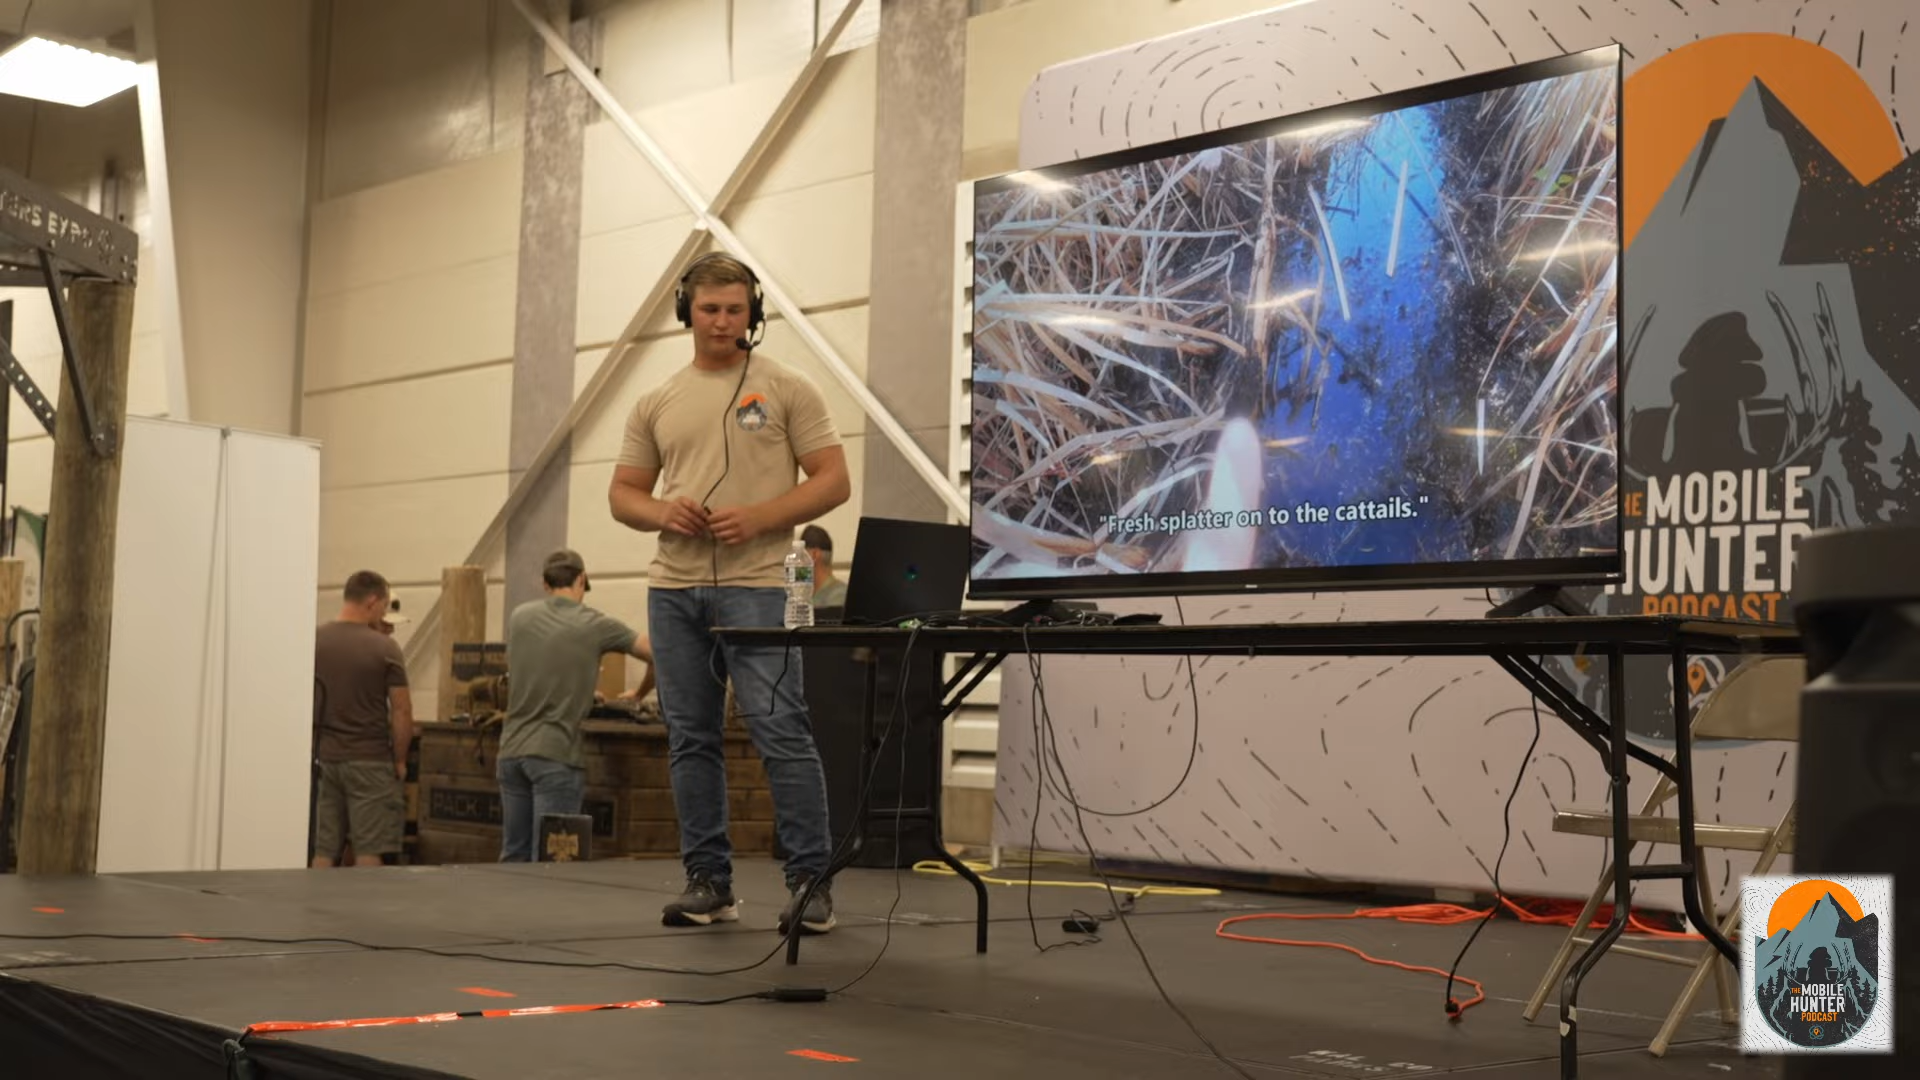 "Fresh splatter on to the cattails."
THE MOBILE
HUNTER
PODCAST
THE MOBILE
HUNTER
PODCAST